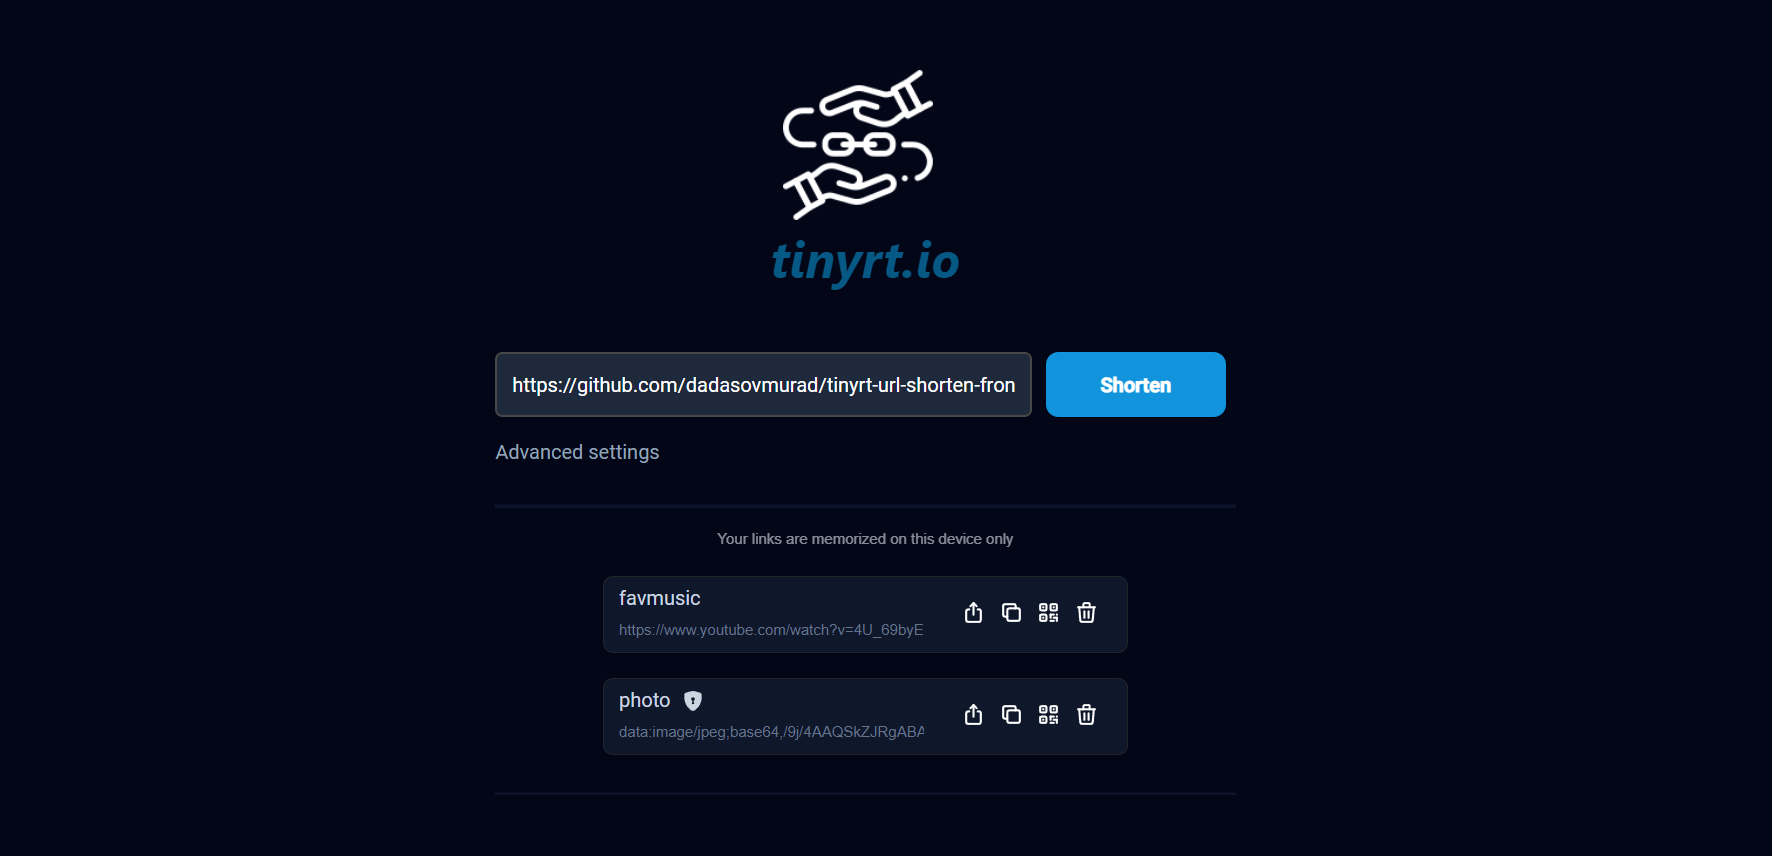 tinyrt.io
https://github.com/dadasovmurad/tinyrt-url-shorten-fron
Shorten
Advanced settings
Your links are memorized on this device only
favmusic
https://www.youtube.com/watch?v=4U_69byE
photo
data:image/jpeg;base64,/9j/4AAQSkZJRgABA